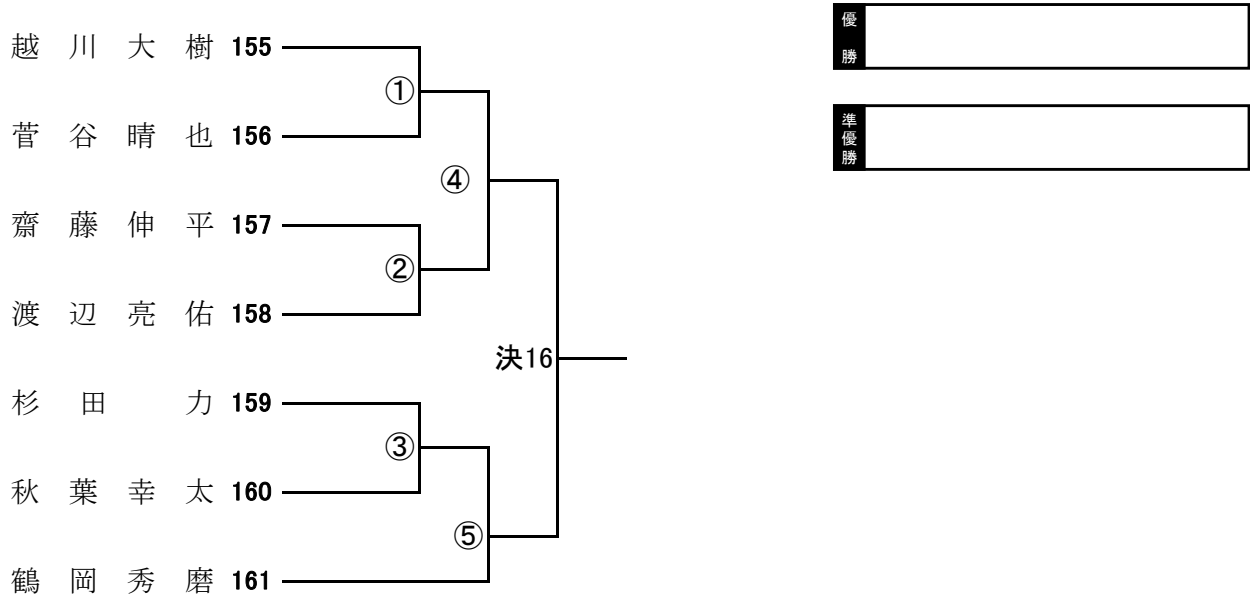 越川大樹 155
①
菅谷晴也 156
④
齋藤伸平 157
②
渡辺亮佑 158
決16
杉田 力 159
③
秋葉幸太 160
⑤
鶴岡秀磨 161
優勝
準優勝